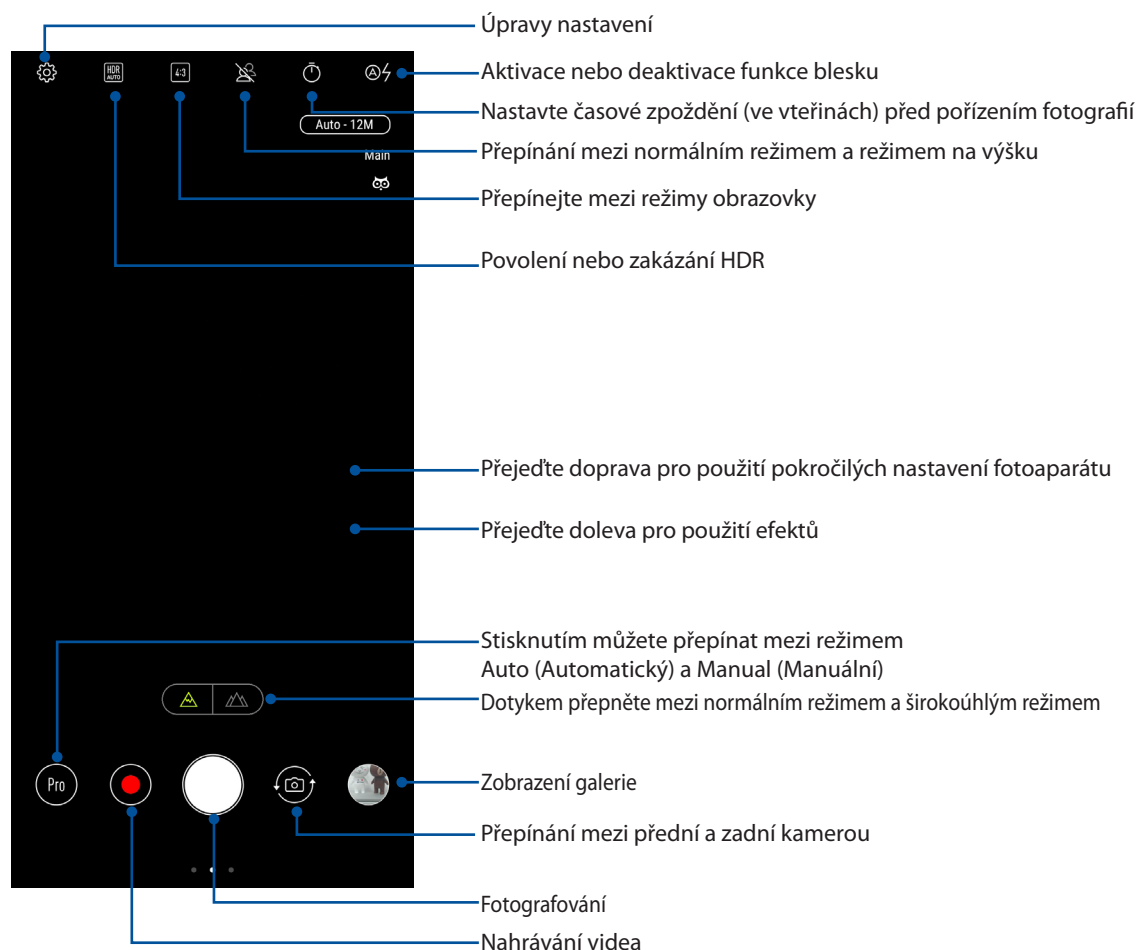 Úpravy nastavení
HDR
AUTO
4:3
A
Aktivace nebo deaktivace funkce blesku
Nastavte časové zpoždění (ve vteřinách) před pořízením fotografií
Auto - 12M
Přepínání mezi normálním režimem a režimem na výšku
Main
Přepínejte mezi režimy obrazovky
Povolení nebo zakázání HDR
Přejeďte doprava pro použití pokročilých nastavení fotoaparátu
Přejeďte doleva pro použití efektů
Stisknutím můžete přepínat mezi režimem
Auto (Automatický) a Manual (Manuální)
Dotykem přepněte mezi normálním režimem a širokoúhlým režimem
Pro
Zobrazení galerie
Přepínání mezi přední a zadní kamerou
Fotografování
Nahrávání videa